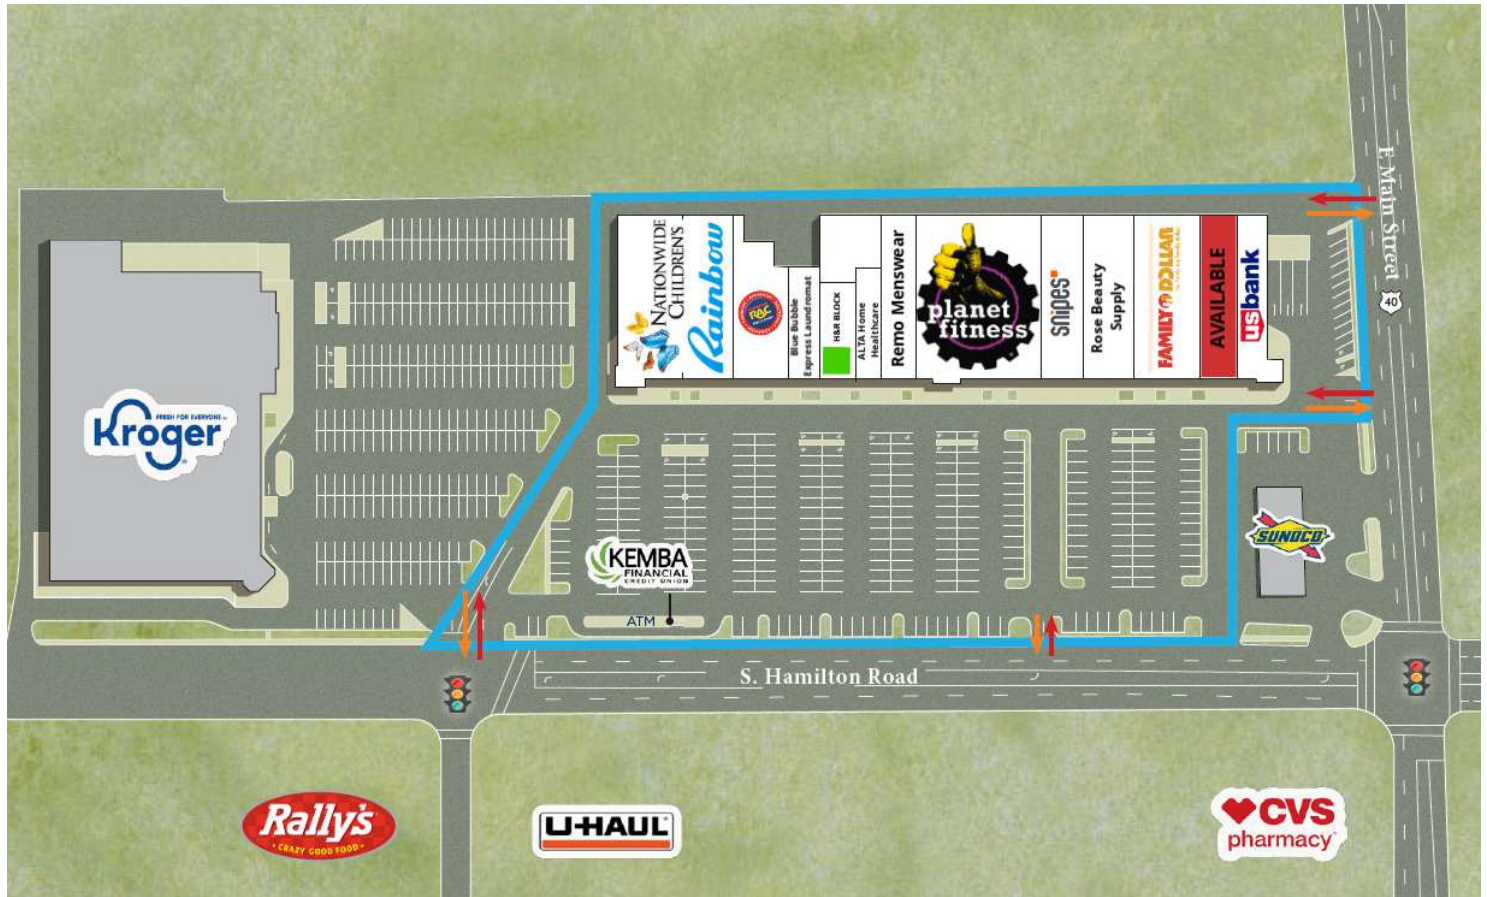 E Main Street
40
NATIONWIDE
CHILDREN'S
Rainbow
RAC
Blue Bubble
Express Laundromat
H&R BLOCK
ALTA Home
Healthcare
Remo Menswear
planet
fitness
snipes
Rose Beauty
Supply
FAMILY DOLLAR
AVAILABLE
usbank
FRESH FOR EVERYONE
Kroger
SUNOCO
KEMBA
FINANCIAL
CREDIT UNION
ATM
S. Hamilton Road
Rally's
CRAZY GOOD FOOD
U-HAUL
CVS
pharmacy